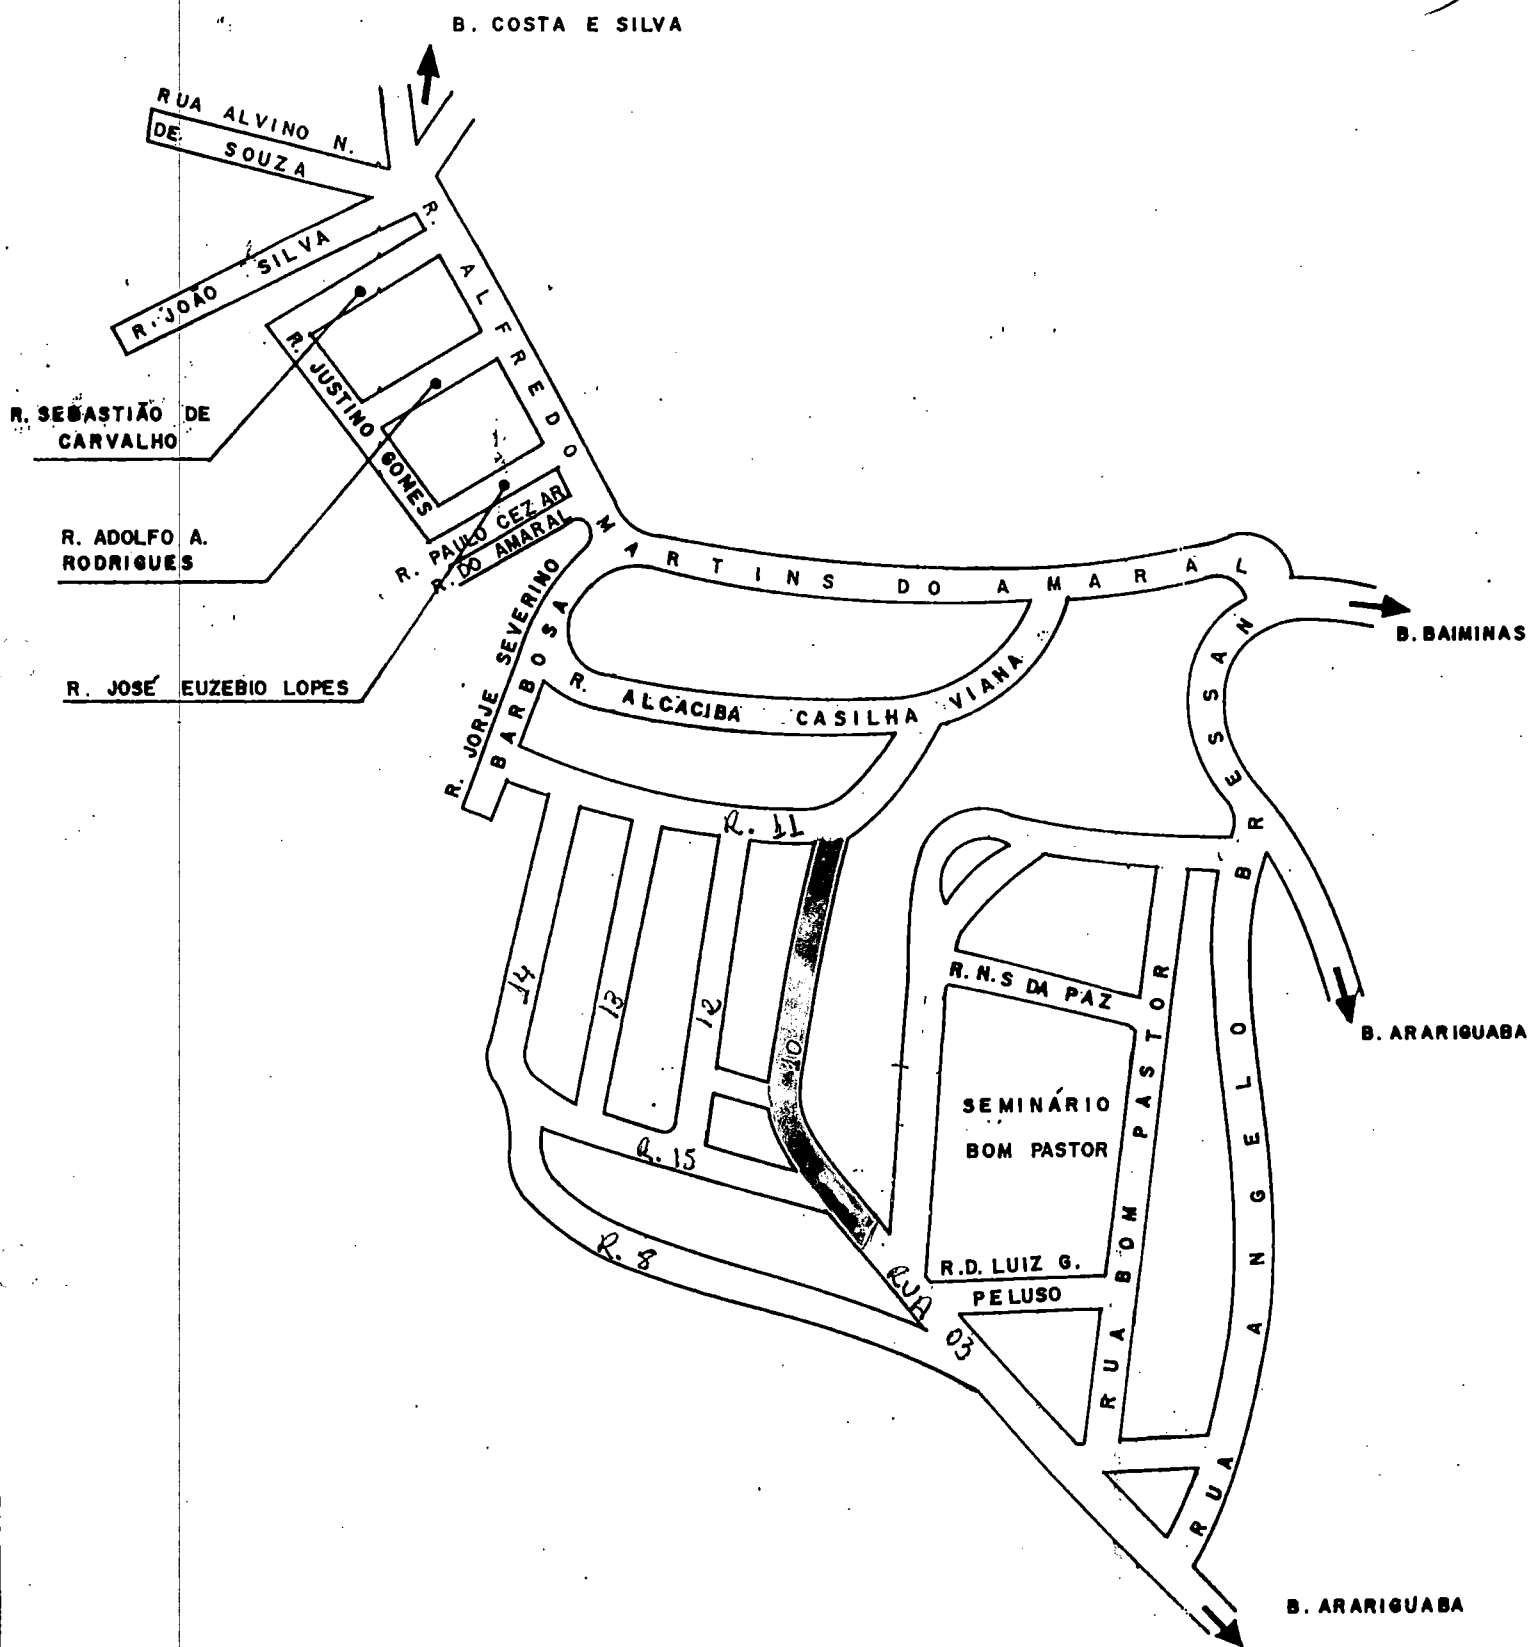 B. COSTA E SILVA
RUA ALVINO N.
DE SOUZA
R. JOÃO SILVA
R. ALFREDO MARTINS DO AMARAL
R. JUSTINO GOMES
R. SEBASTIÃO DE
CARVALHO
R. ADOLFO A.
RODRIGUES
R. PAULO CEZAR
R. DO AMARAL
R. JOSÉ EUZEBIO LOPES
R. JORJE SEVERINO
BARBOSA
R. ALCACIBA CASILHA VIANA
B. BAIMINAS
RUA ANGELO BRESSAN
R. 11
14
13
12
10
R. 15
R. 8
RUA 03
R. N. S DA PAZ
B. ARARIGUABA
SEMINÁRIO
BOM PASTOR
RUA BOM PASTOR
R. D. LUIZ G.
PELUSO
B. ARARIGUABA